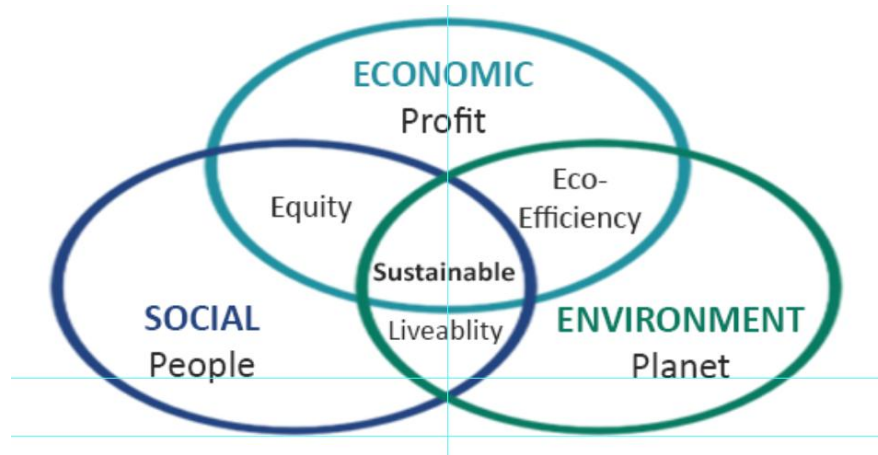 ECONOMIC
Profit
Equity
Eco-
Efficiency
Sustainable
SOCIAL
People
Liveablity
ENVIRONMENT
Planet